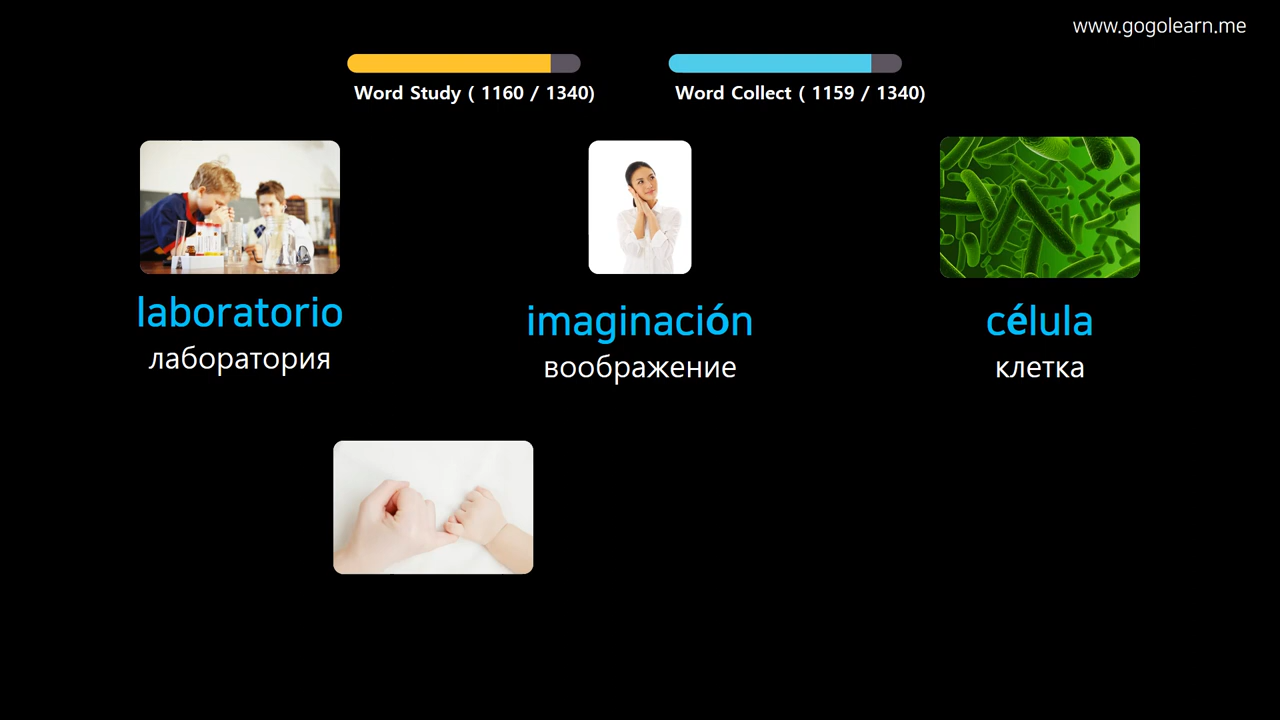 www.gogolearn.me
Word Study ( 1160 / 1340)
Word Collect ( 1159 / 1340)
laboratorio
лаборатория
imaginación
воображение
célula
клетка